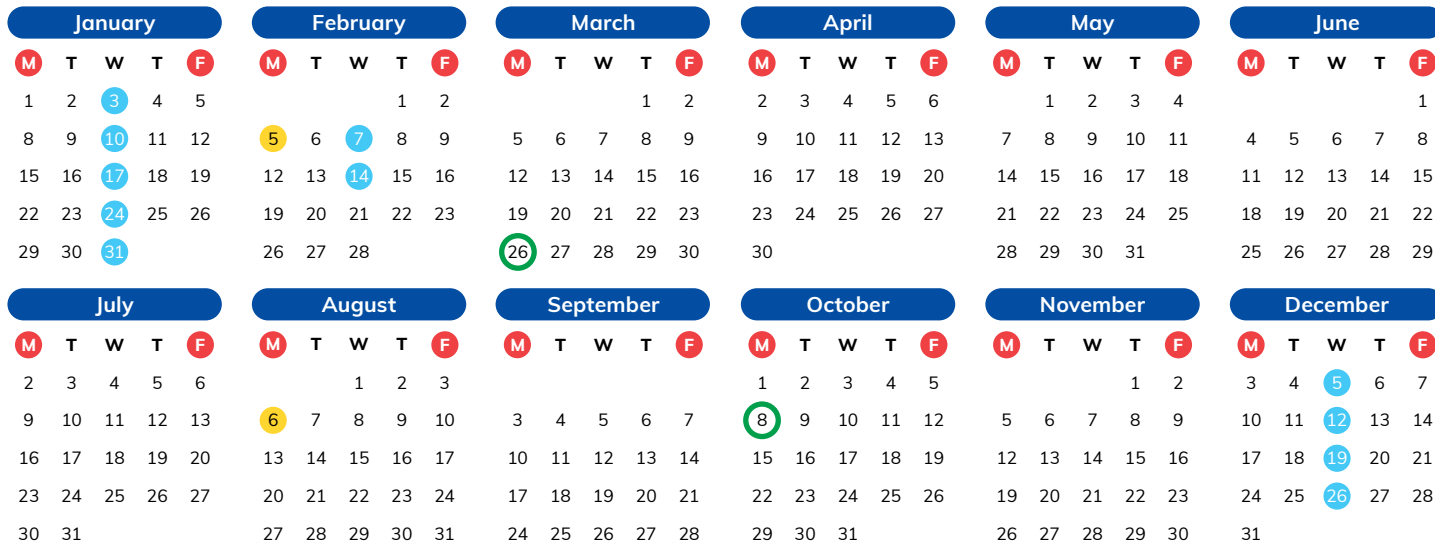 January
M T W T F
1 2 3 4 5
8 9 10 11 12
15 16 17 18 19
22 23 24 25 26
29 30 31
February
M T W T F
1 2
5 6 7 8 9
12 13 14 15 16
19 20 21 22 23
26 27 28
March
M T W T F
1 2
5 6 7 8 9
12 13 14 15 16
19 20 21 22 23
26 27 28 29 30
April
M T W T F
2 3 4 5 6
9 10 11 12 13
16 17 18 19 20
23 24 25 26 27
30
May
M T W T F
1 2 3 4
7 8 9 10 11
14 15 16 17 18
21 22 23 24 25
28 29 30 31
June
M T W T F
1
4 5 6 7 8
11 12 13 14 15
18 19 20 21 22
25 26 27 28 29
July
M T W T F
2 3 4 5 6
9 10 11 12 13
16 17 18 19 20
23 24 25 26 27
30 31
August
M T W T F
1 2 3
6 7 8 9 10
13 14 15 16 17
20 21 22 23 24
27 28 29 30 31
September
M T W T F
3 4 5 6 7
10 11 12 13 14
17 18 19 20 21
24 25 26 27 28
October
M T W T F
1 2 3 4 5
8 9 10 11 12
15 16 17 18 19
22 23 24 25 26
29 30 31
November
M T W T F
1 2
5 6 7 8 9
12 13 14 15 16
19 20 21 22 23
26 27 28 29 30
December
M T W T F
3 4 5 6 7
10 11 12 13 14
17 18 19 20 21
24 25 26 27 28
31